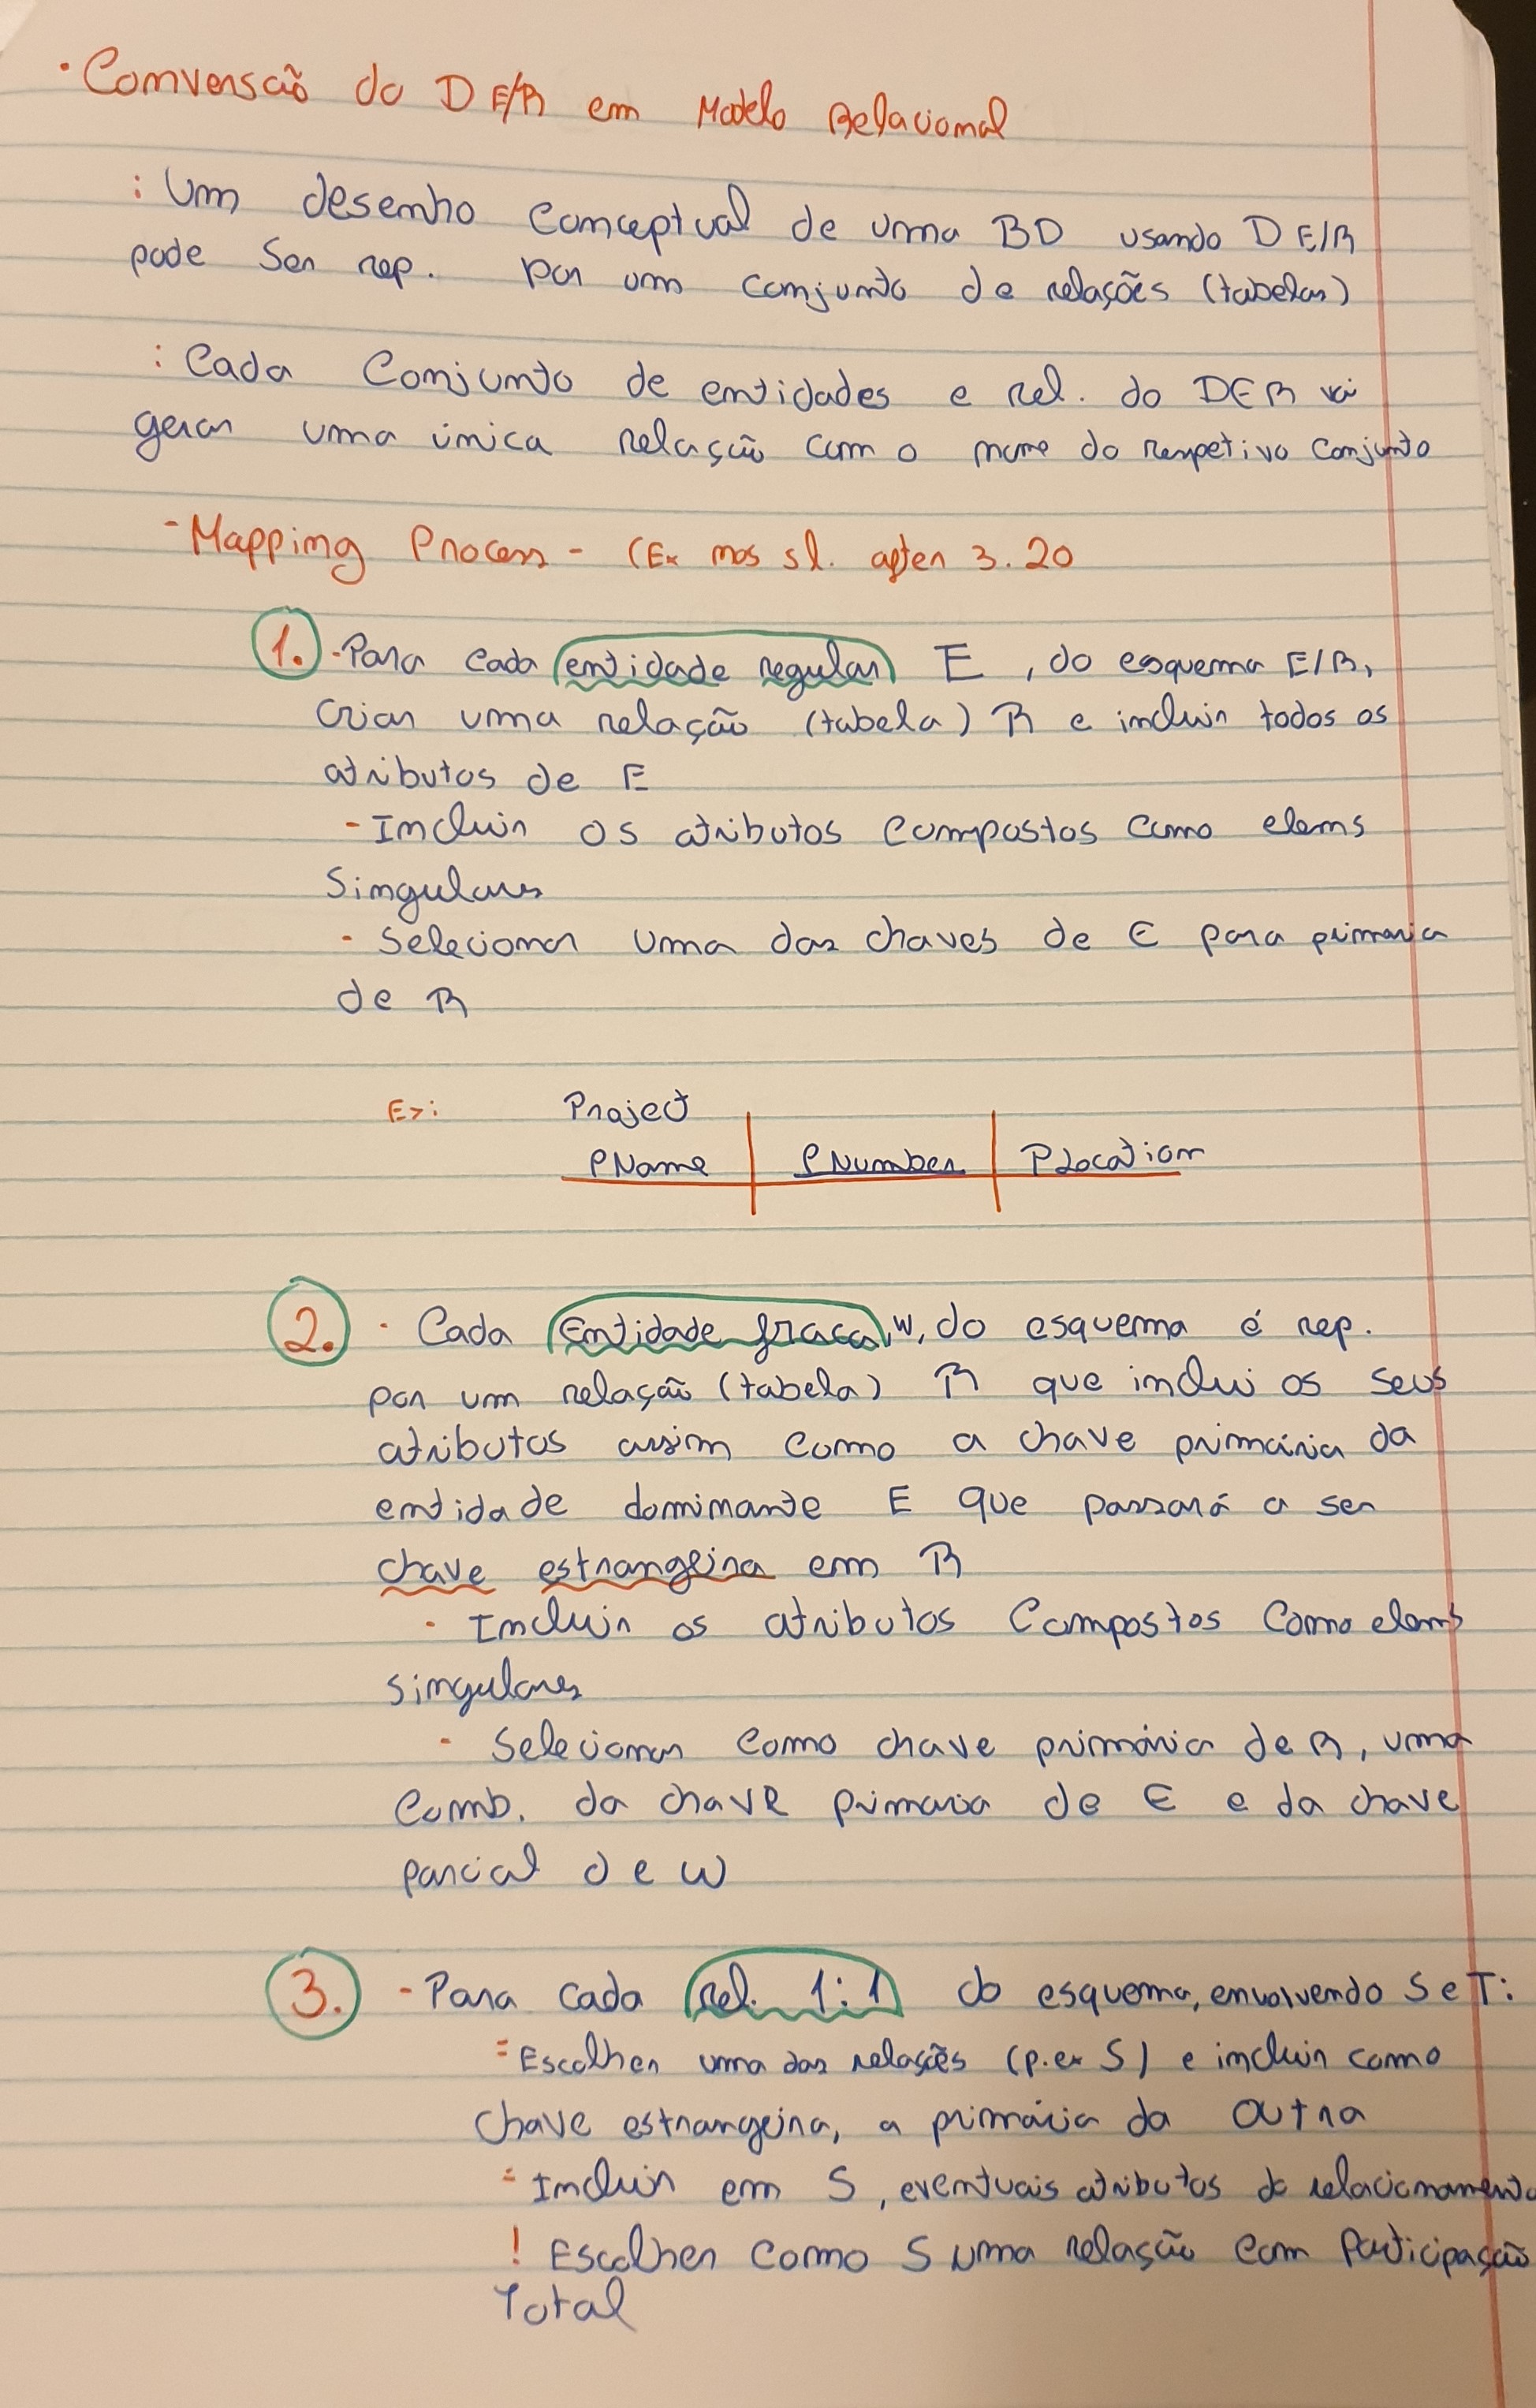 · Conversão do D E/R em Modelo Relacional
: Um desenho conceptual de uma BD usando D E/R
pode ser rep. por um conjunto de relações (tabelas)
: Cada Conjunto de entidades e rel. do DER vai
gerar uma única relação com o nome do respetivo conjunto
- Mapping Process - (Ex nos sl. after 3.20
1. - Para cada entidade regular E, do esquema E/R,
criar uma relação (tabela) R e incluir todos os
atributos de E
- Incluir os atributos compostos como elems
singulares
- Selecionar uma das chaves de E para primaria
de R
Ex: Project
PName | PNumber | PLocation
2. · Cada Entidade fraca, W, do esquema é rep.
por um relação (tabela) R que inclui os seus
atributos assim como a chave primária da
entidade dominante E que passará a ser
chave estrangeira em R
· Incluir os atributos Compostos como elems
singulares
· Selecionar como chave primária de R, uma
comb. da chave primaria de E e da chave
parcial de W
3. - Para cada rel. 1:1 do esquema, envolvendo S e T:
= Escolher uma das relações (p.ex S) e incluir como
chave estrangeira, a primária da outra
= Incluir em S, eventuais atributos do relacionamento
! Escolher como S uma relação com Participação
Total